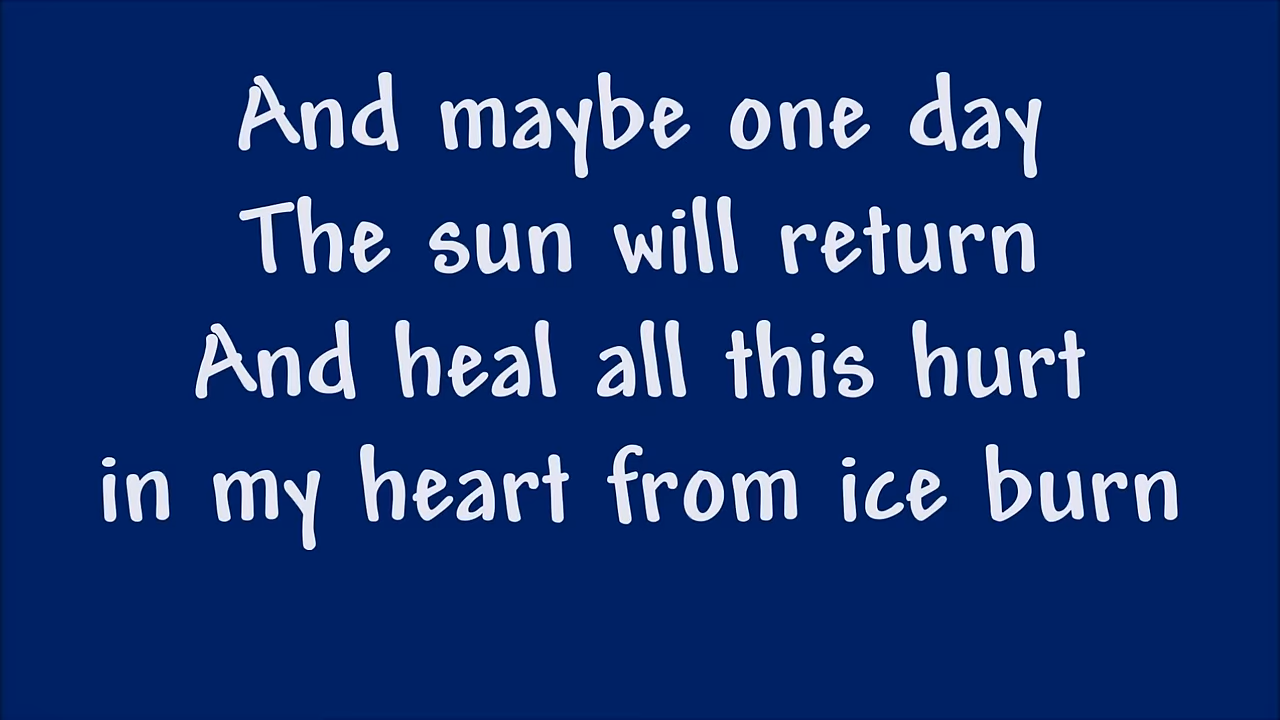 And maybe one day
The sun will return
And heal all this hurt
in my heart from ice burn